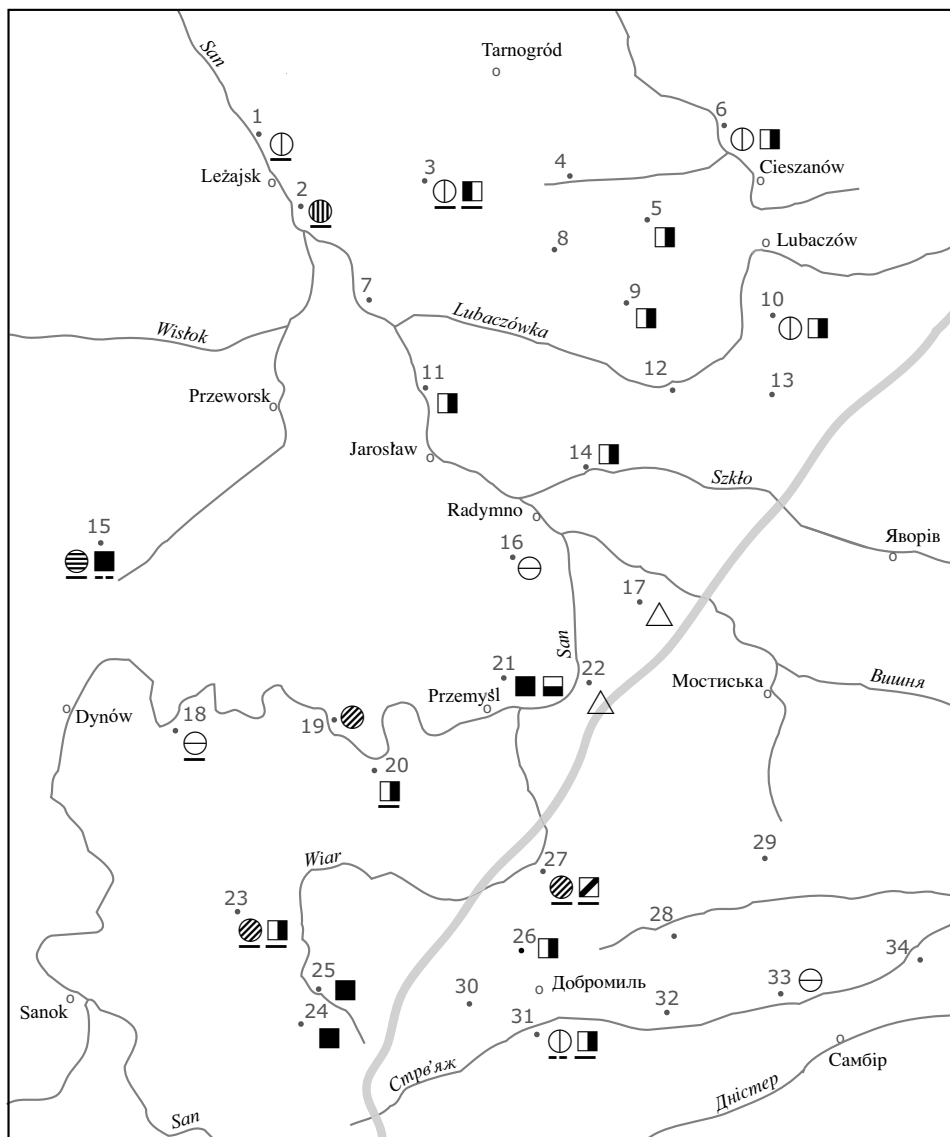 San
Tarnogród
1
6
Leżajsk
3
4
Cieszanów
2
5
8
Lubaczów
7
9
10
Lubaczówka
Wisłok
11
12
13
Przeworsk
Jarosław
14
Szkło
Radymno
15
16
Яворів
17
San
21
22
Мостиська
Вишня
Przemyśl
Dynów
18
19
20
Wiar
27
29
23
28
26
34
25
33
Добромиль
Sanok
24
30
32
31
Стрв'яж
Самбір
Дністер
San